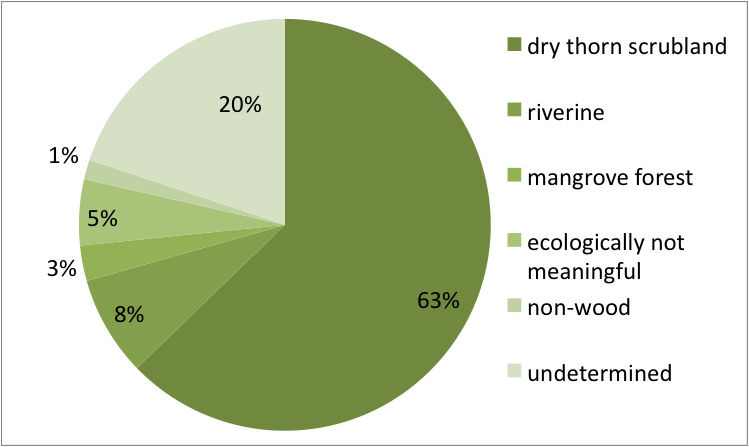 20%
1%
5%
3%
8%
63%
dry thorn scrubland
riverine
mangrove forest
ecologically not
meaningful
non-wood
undetermined